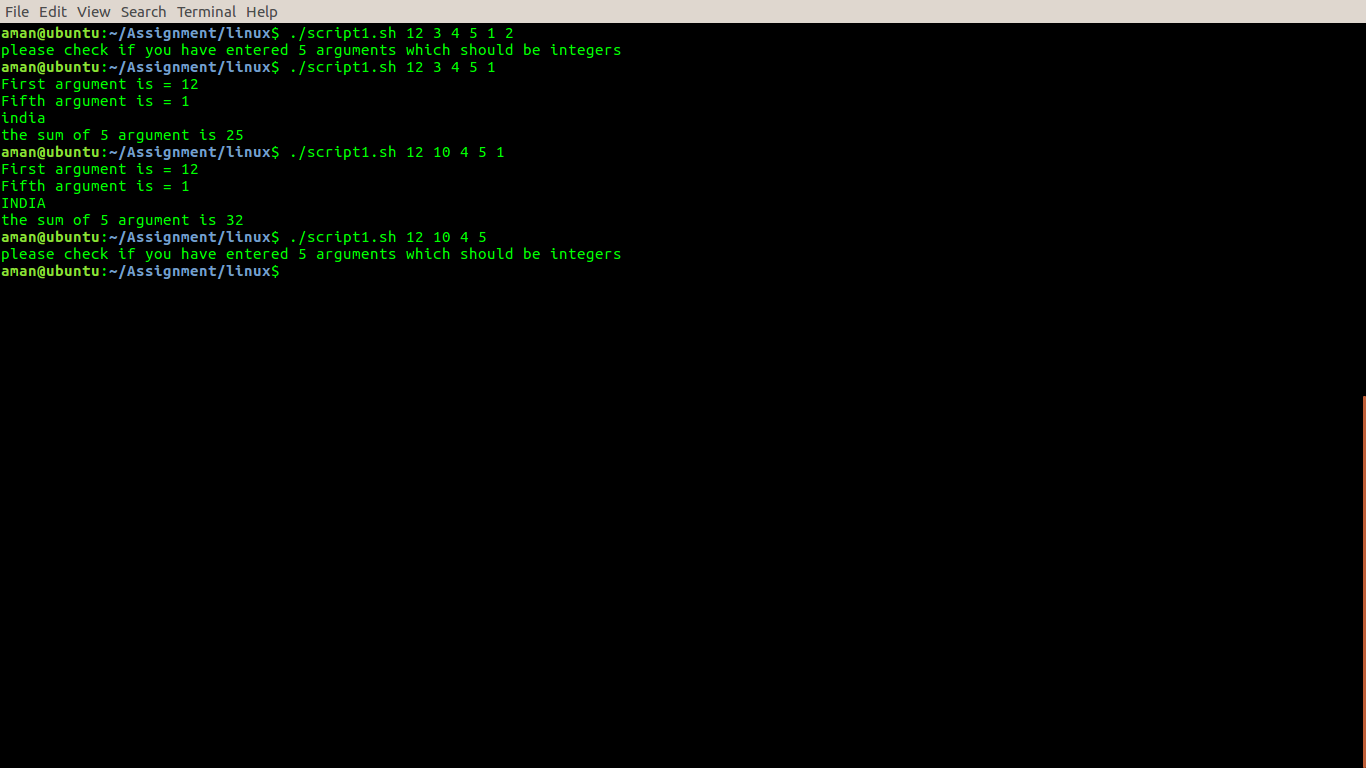 File Edit View Search Terminal Help
aman@ubuntu:~/Assignment/linux$ ./script1.sh 12 3 4 5 1 2
please check if you have entered 5 arguments which should be integers
aman@ubuntu:~/Assignment/linux$ ./script1.sh 12 3 4 5 1
First argument is = 12
Fifth argument is = 1
india
the sum of 5 argument is 25
aman@ubuntu:~/Assignment/linux$ ./script1.sh 12 10 4 5 1
First argument is = 12
Fifth argument is = 1
INDIA
the sum of 5 argument is 32
aman@ubuntu:~/Assignment/linux$ ./script1.sh 12 10 4 5
please check if you have entered 5 arguments which should be integers
aman@ubuntu:~/Assignment/linux$